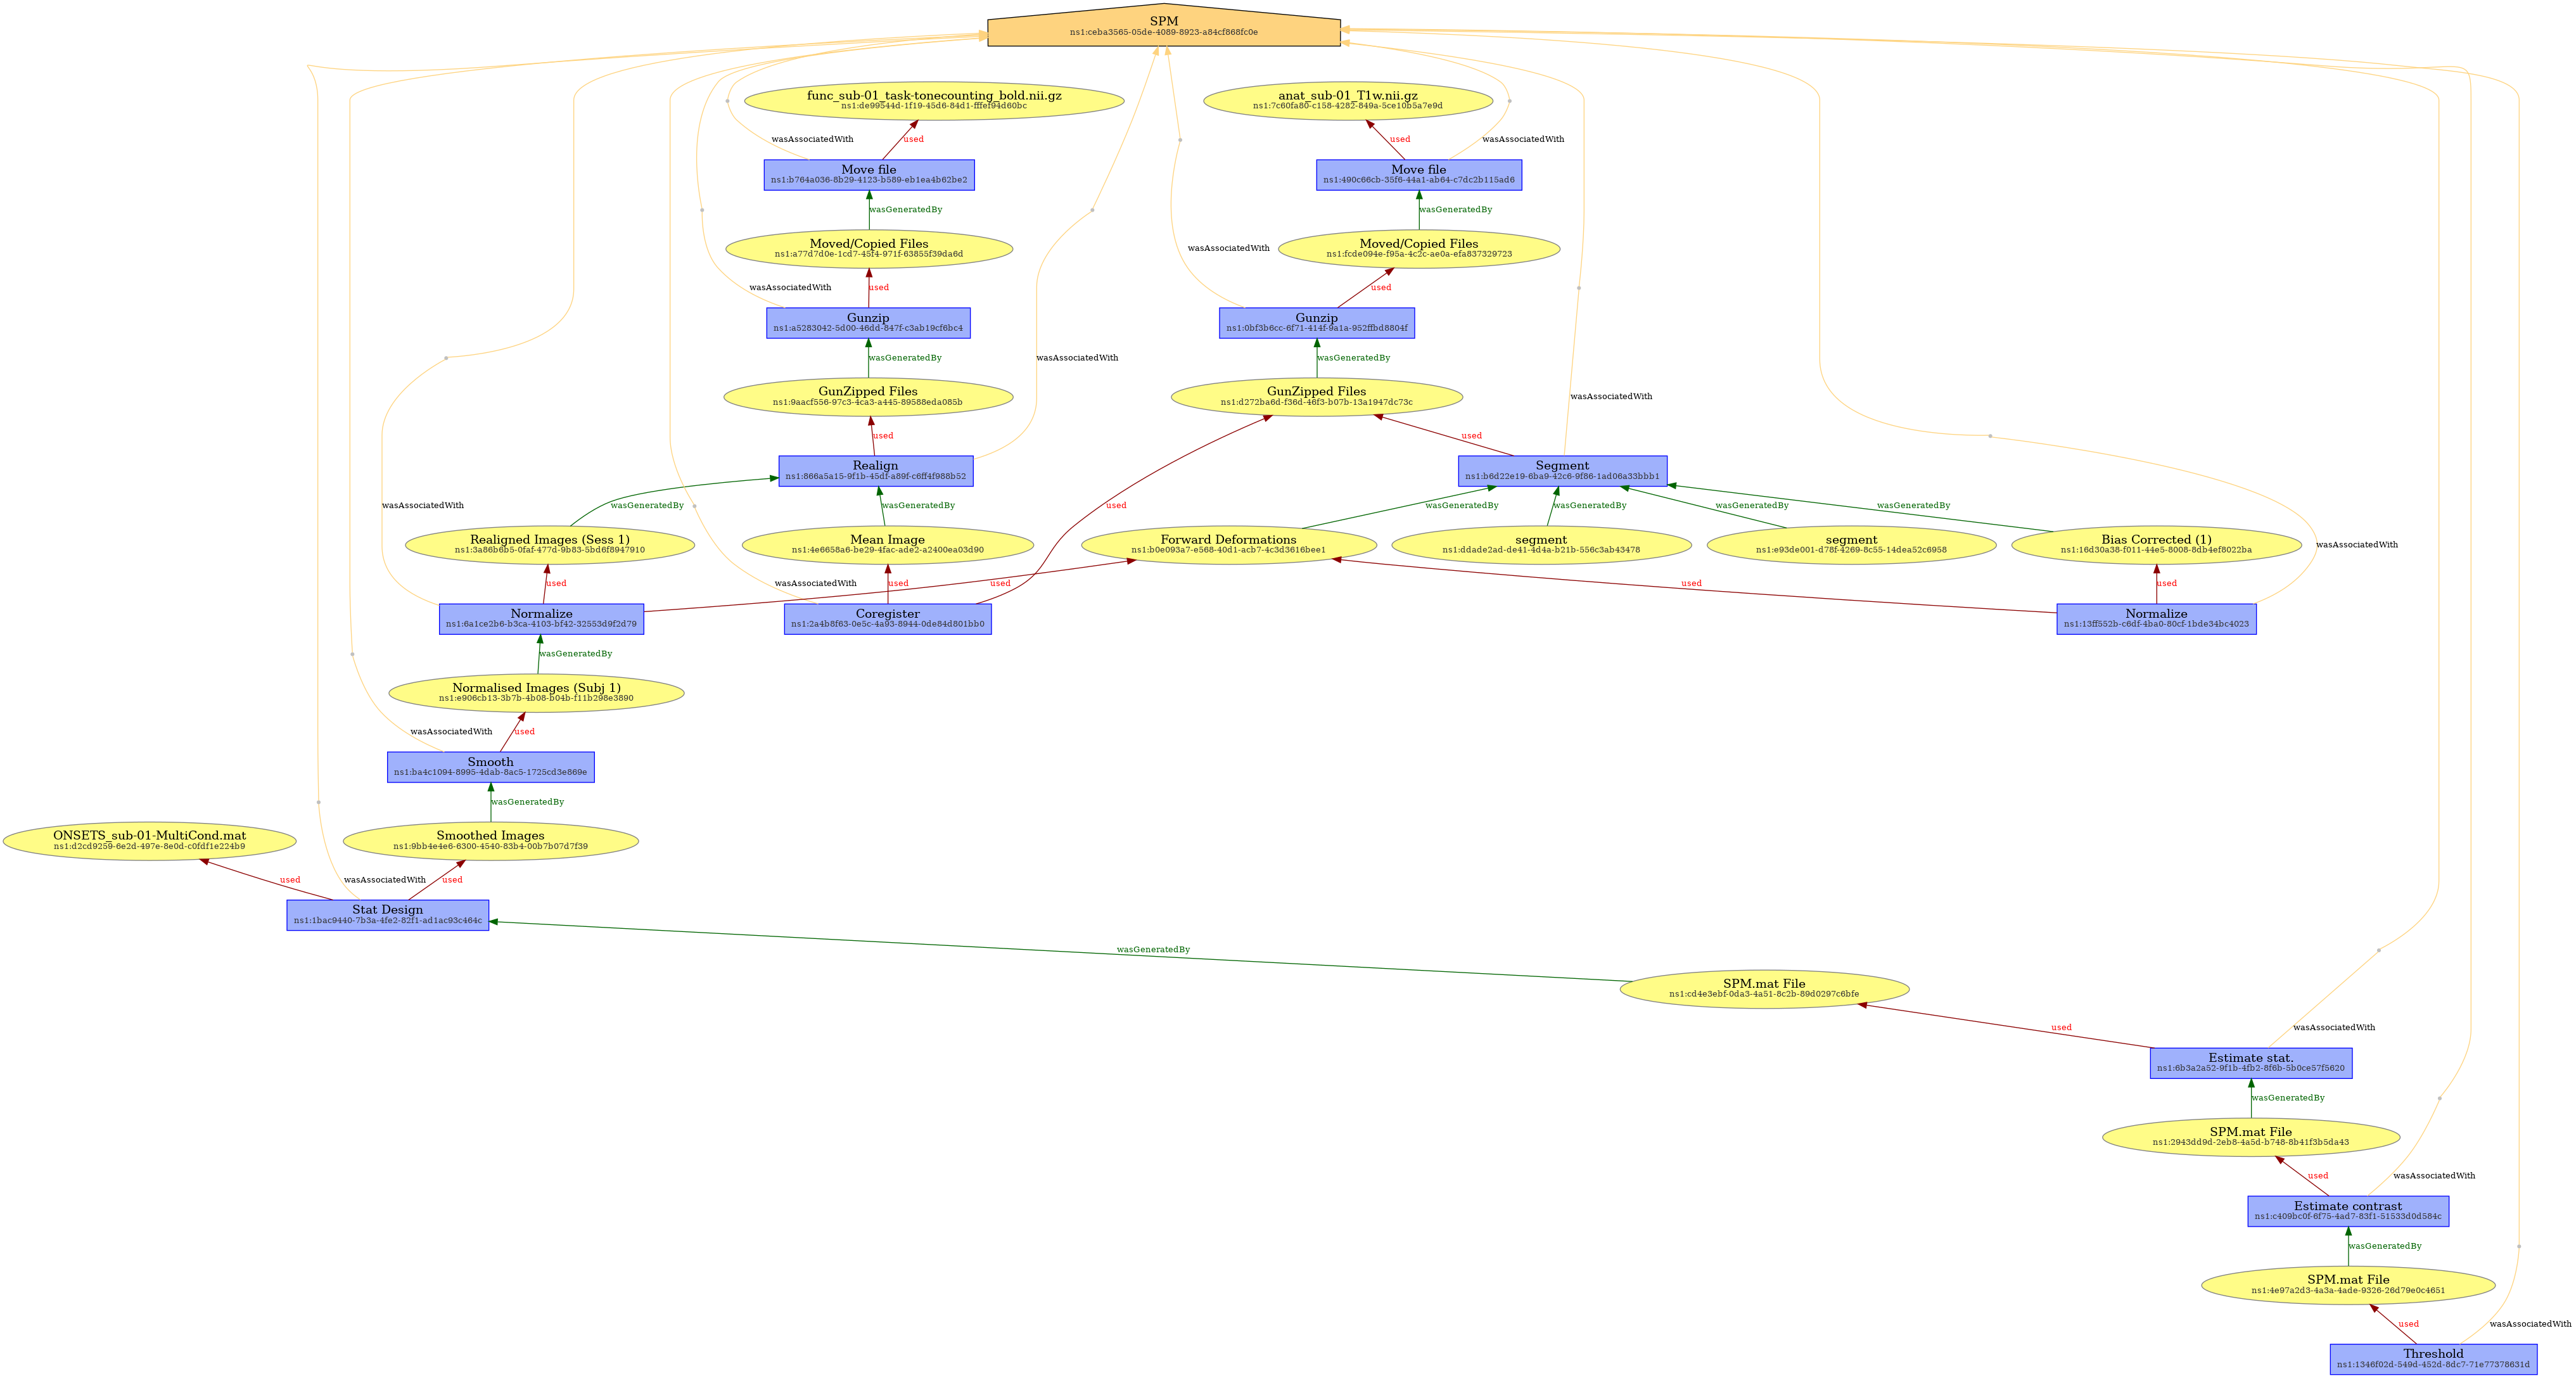 SPM
ns1:ceba3565-05de-4089-8923-a84cf868fc0e
func_sub-01_task-tonecounting_bold.nii.gz
ns1:de99544d-1f19-45d6-84d1-fffef94d60bc
anat_sub-01_T1w.nii.gz
ns1:7c60fa80-c158-4282-849a-5ce10b5a7e9d
wasAssociatedWith
used
used
wasAssociatedWith
Move file
ns1:b764a036-8b29-4123-b589-eb1ea4b62be2
Move file
ns1:490c66cb-35f6-44a1-ab64-c7dc2b115ad6
wasGeneratedBy
wasGeneratedBy
Moved/Copied Files
ns1:a77d7d0e-1cd7-45f4-971f-63855f39da6d
wasAssociatedWith
Moved/Copied Files
ns1:fcde094e-f95a-4c2c-ae0a-efa837329723
wasAssociatedWith
used
used
Gunzip
ns1:a5283042-5d00-46dd-847f-c3ab19cf6bc4
Gunzip
ns1:0bf3b6cc-6f71-414f-9a1a-952ffbd8804f
wasGeneratedBy
wasAssociatedWith
wasGeneratedBy
GunZipped Files
ns1:9aacf556-97c3-4ca3-a445-89588eda085b
GunZipped Files
ns1:d272ba6d-f36d-46f3-b07b-13a1947dc73c
wasAssociatedWith
used
used
Realign
ns1:866a5a15-9f1b-45df-a89f-c6ff4f988b52
Segment
ns1:b6d22e19-6ba9-42c6-9f86-1ad06a33bbb1
wasAssociatedWith
wasGeneratedBy
wasGeneratedBy
used
wasGeneratedBy
wasGeneratedBy
wasGeneratedBy
wasGeneratedBy
Realigned Images (Sess 1)
ns1:3a86b6b5-0faf-477d-9b83-5bd6f8947910
Mean Image
ns1:4e6658a6-be29-4fac-ade2-a2400ea03d90
Forward Deformations
ns1:b0e093a7-e568-40d1-acb7-4c3d3616bee1
segment
ns1:ddade2ad-de41-4d4a-b21b-556c3ab43478
segment
ns1:e93de001-d78f-4269-8c55-14dea52c6958
Bias Corrected (1)
ns1:16d30a38-f011-44e5-8008-8db4ef8022ba
wasAssociatedWith
used
wasAssociatedWith
used
used
used
used
Normalize
ns1:6a1ce2b6-b3ca-4103-bf42-32553d9f2d79
Coregister
ns1:2a4b8f63-0e5c-4a93-8944-0de84d801bb0
Normalize
ns1:13ff552b-c6df-4ba0-80cf-1bde34bc4023
wasGeneratedBy
Normalised Images (Subj 1)
ns1:e906cb13-3b7b-4b08-b04b-f11b298e3890
wasAssociatedWith
used
Smooth
ns1:ba4c1094-8995-4dab-8ac5-1725cd3e869e
wasGeneratedBy
ONSETS_sub-01-MultiCond.mat
ns1:d2cd9259-6e2d-497e-8e0d-c0fdf1e224b9
Smoothed Images
ns1:9bb4e4e6-6300-4540-83b4-00b7b07d7f39
used
wasAssociatedWith
used
Stat Design
ns1:1bac9440-7b3a-4fe2-82f1-ad1ac93c464c
wasGeneratedBy
SPM.mat File
ns1:cd4e3ebf-0da3-4a51-8c2b-89d0297c6bfe
used
wasAssociatedWith
Estimate stat.
ns1:6b3a2a52-9f1b-4fb2-8f6b-5b0ce57f5620
wasGeneratedBy
SPM.mat File
ns1:2943dd9d-2eb8-4a5d-b748-8b41f3b5da43
used
wasAssociatedWith
Estimate contrast
ns1:c409bc0f-6f75-4ad7-83f1-51533d0d584c
wasGeneratedBy
SPM.mat File
ns1:4e97a2d3-4a3a-4ade-9326-26d79e0c4651
used
wasAssociatedWith
Threshold
ns1:1346f02d-549d-452d-8dc7-71e77378631d